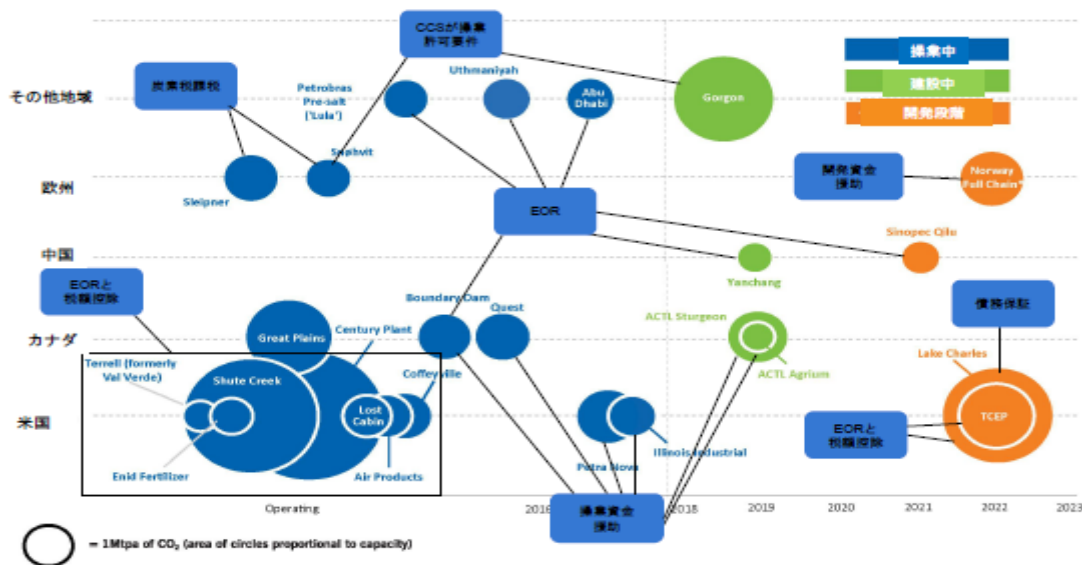 CCSが操業
許可要件
操業中
建設中
開発段階
炭素税課税
Uthmaniyah
Petrobras
Pre-salt
('Lula')
Abu
Dhabi
Gorgon
その他地域
Snøhvit
欧州
Sleipner
EOR
開発資金
援助
Norway
Full Chain*
中国
Sinopec Qilu
Yanchang
EORと
税額控除
Boundary Dam
Quest
ACTL Sturgeon
債務保証
カナダ
Great Plains
Century Plant
ACTL Agrium
Lake Charles
Terrell (formerly
Val Verde)
Shute Creek
Coffeyville
米国
Lost
Cabin
TCEP
EORと
税額控除
Enid Fertilizer
Air Products
Petra Nova
Illinois Industrial
操業資金
援助
Operating
2016
2018
2019
2020
2021
2022
2023
= 1Mtpa of CO₂ (area of circles proportional to capacity)